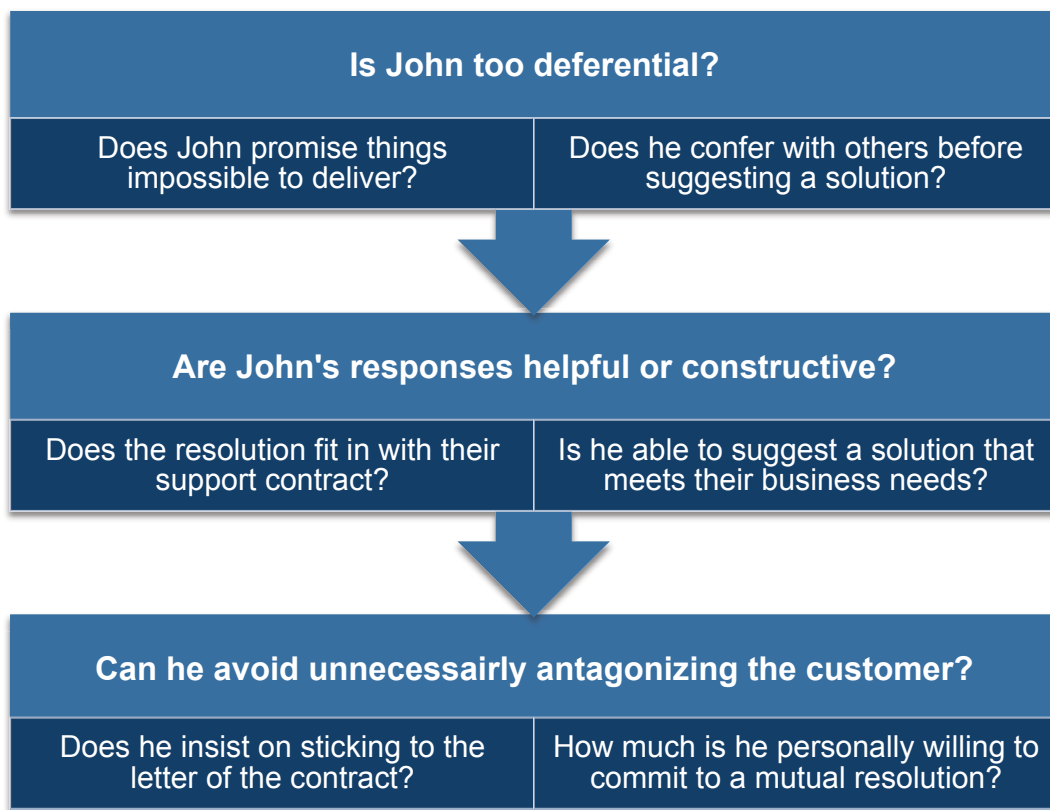 Is John too deferential?
Does John promise things
impossible to deliver?
Does he confer with others before
suggesting a solution?
Are John's responses helpful or constructive?
Does the resolution fit in with their
support contract?
Is he able to suggest a solution that
meets their business needs?
Can he avoid unnecessairly antagonizing the customer?
Does he insist on sticking to the
letter of the contract?
How much is he personally willing to
commit to a mutual resolution?